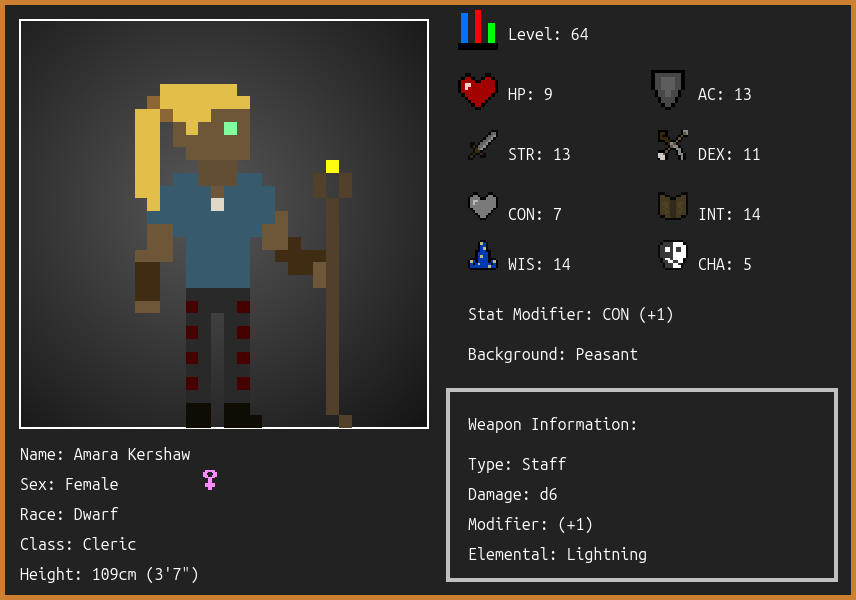 Level: 64
HP: 9
AC: 13
STR: 13
DEX: 11
CON: 7
INT: 14
WIS: 14
CHA: 5
Stat Modifier: CON (+1)
Background: Peasant
Weapon Information:
Type: Staff
Damage: d6
Modifier: (+1)
Elemental: Lightning
Name: Amara Kershaw
Sex: Female
Race: Dwarf
Class: Cleric
Height: 109cm (3'7")